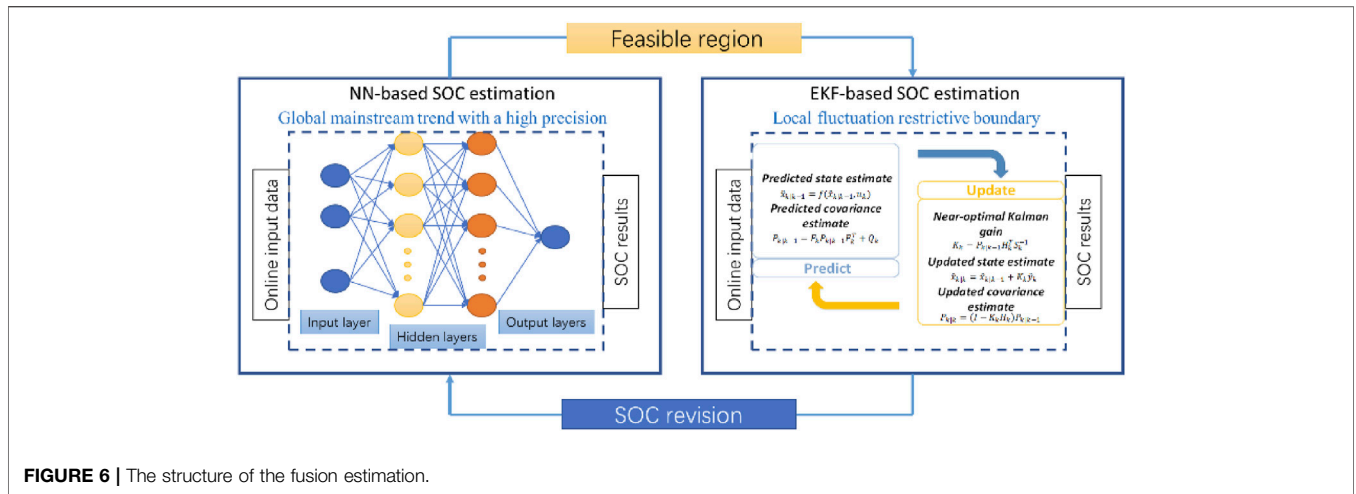 Feasible region
NN-based SOC estimation
Global mainstream trend with a high precision
Online input data
Input layer
Hidden layers
Output layers
SOC results
EKF-based SOC estimation
Local fluctuation restrictive boundary
Online input data
Predicted state estimate
Predicted covariance
estimate
Predict
Update
Near-optimal Kalman
gain
Updated state estimate
Updated covariance
estimate
SOC results
SOC revision
FIGURE 6 | The structure of the fusion estimation.